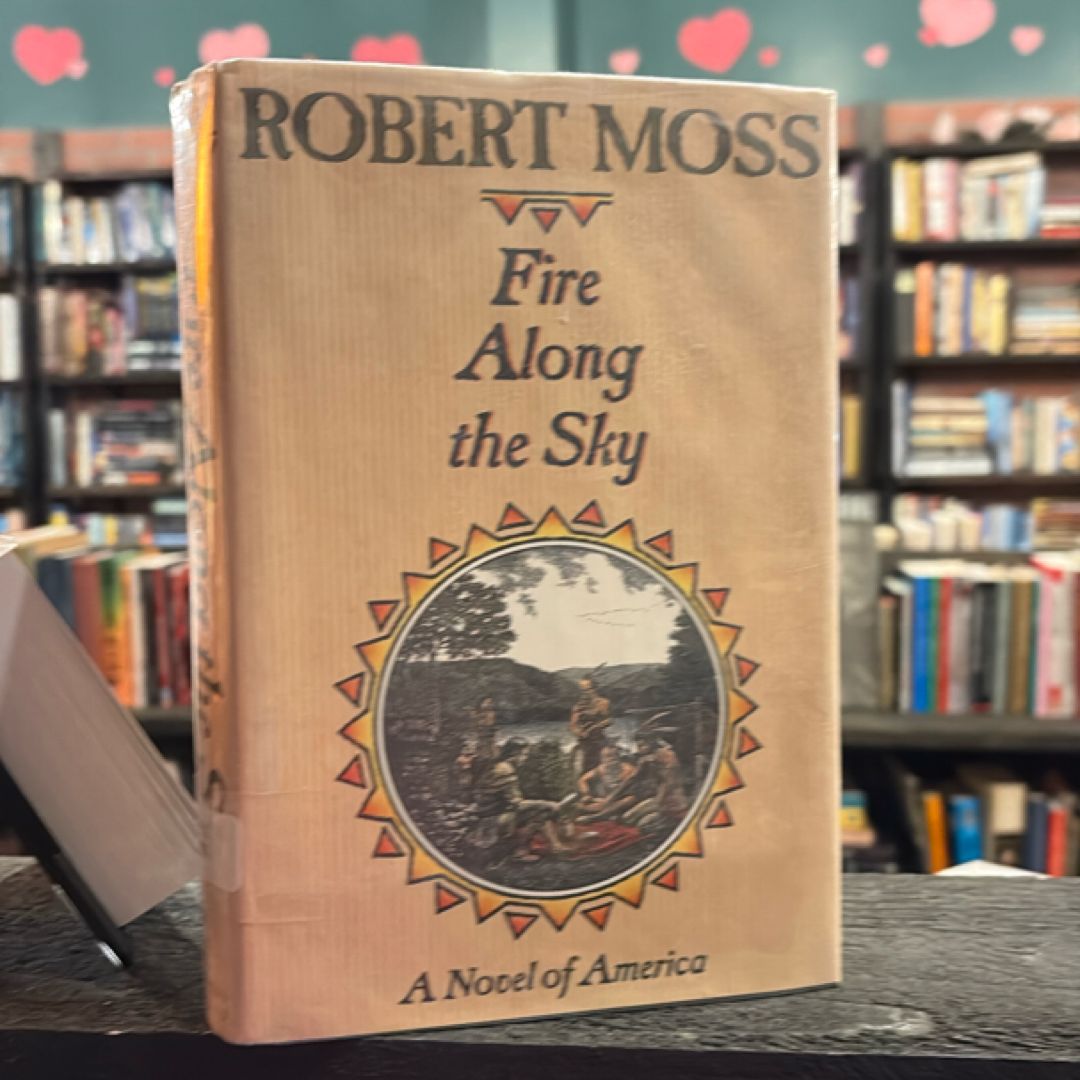 ROBERT MOSS
Fire
Along
the Sky
A Novel of America